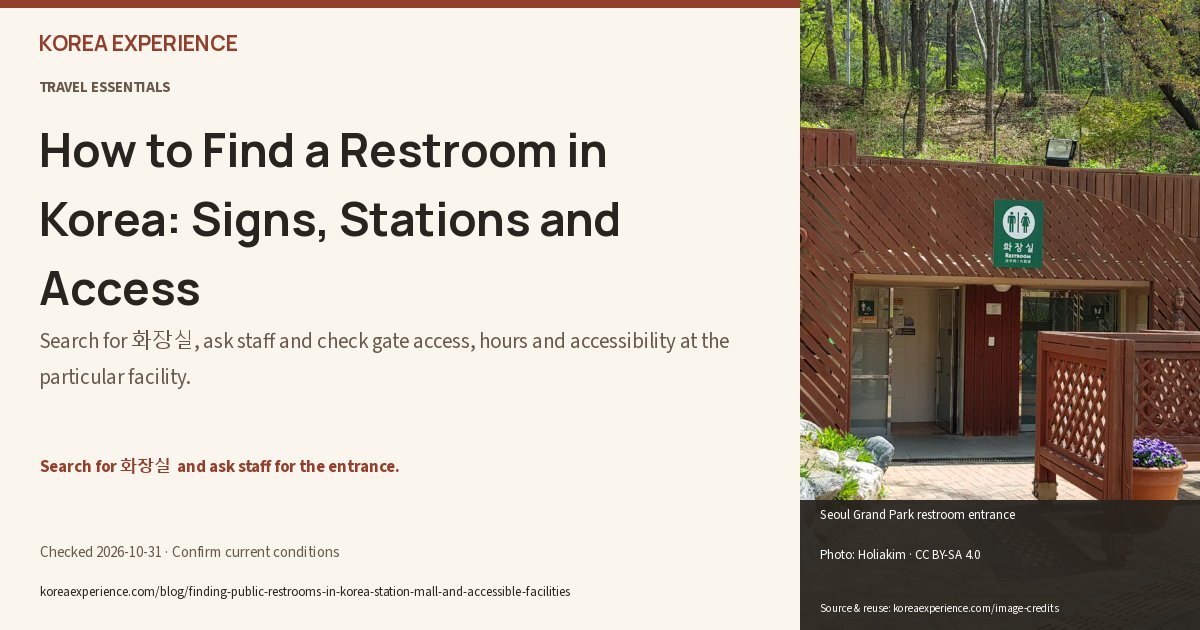 KOREA EXPERIENCE
TRAVEL ESSENTIALS
How to Find a Restroom in
Korea: Signs, Stations and
Access
Search for 화장실, ask staff and check gate access, hours and accessibility at the
particular facility.
Search for 화장실 and ask staff for the entrance.
Checked 2026-10-31 · Confirm current conditions
koreaexperience.com/blog/finding-public-restrooms-in-korea-station-mall-and-accessible-facilities
화장실
RESTROOM
Seoul Grand Park restroom entrance
Photo: Holiakim · CC BY-SA 4.0
Source & reuse: koreaexperience.com/image-credits